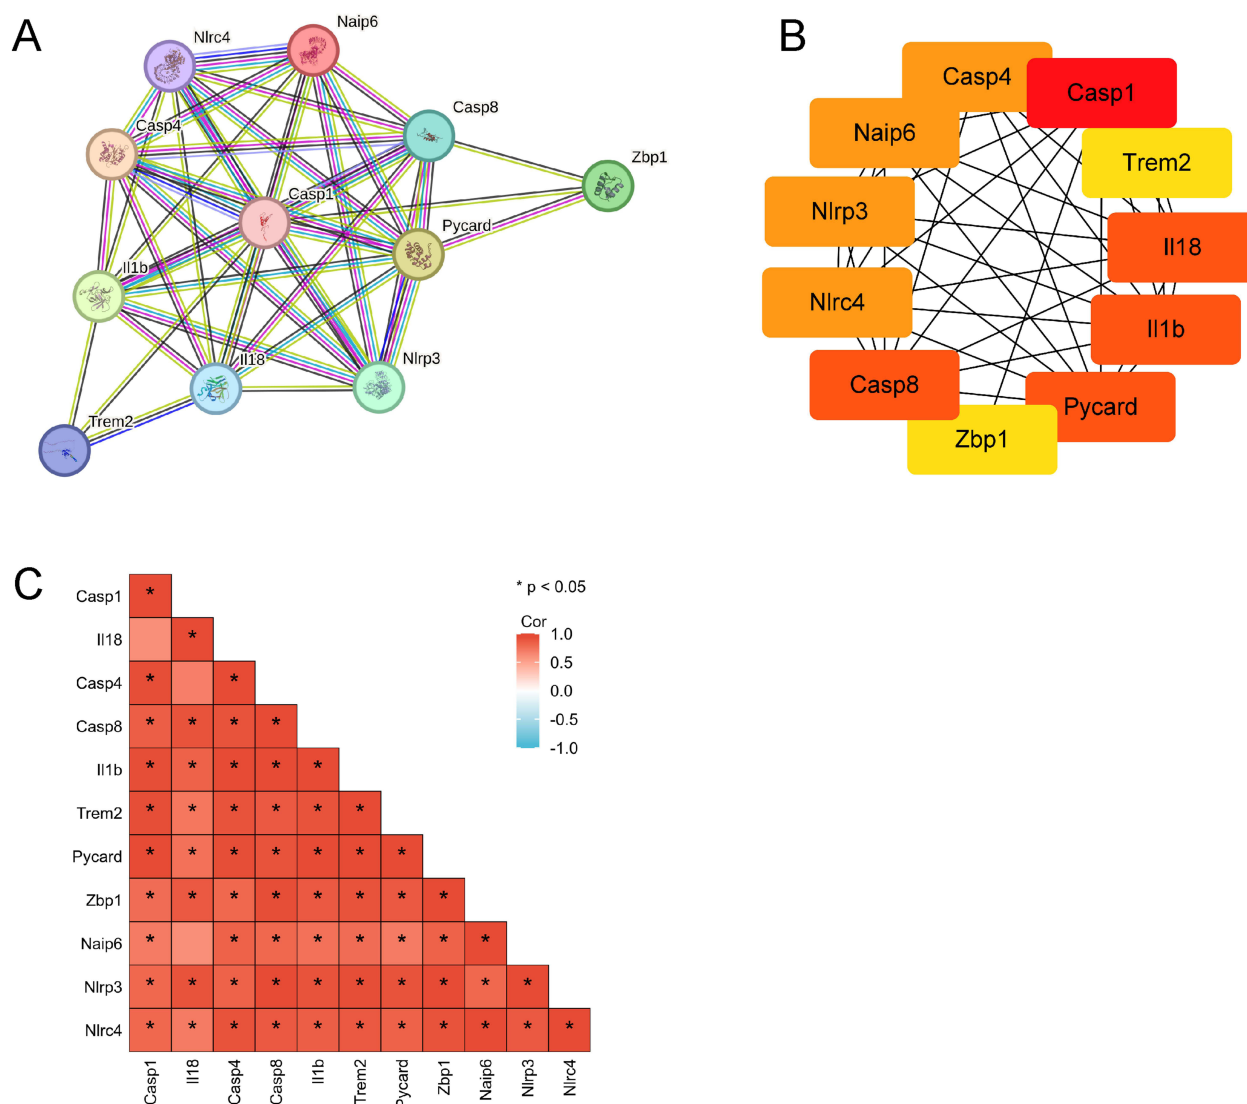 A
Nlrc4
Naip6
Casp8
Casp4
Zbp1
Casp1
Pycard
Il1b
Il18
Nlrp3
Trem2
B
Casp4
Casp1
Naip6
Trem2
Nlrp3
Il18
Nlrc4
Il1b
Casp8
Pycard
Zbp1
C
* p < 0.05
Cor
1.0
0.5
0.0
-0.5
-1.0
Casp1 *
Il18 *
Casp4 * *
Casp8 * * * *
Il1b * * * * *
Trem2 * * * * * *
Pycard * * * * * * *
Zbp1 * * * * * * * *
Naip6 * * * * * * * *
Nlrp3 * * * * * * * * * *
Nlrc4 * * * * * * * * * * *
Casp1 Il18 Casp4 Casp8 Il1b Trem2 Pycard Zbp1 Naip6 Nlrp3 Nlrc4